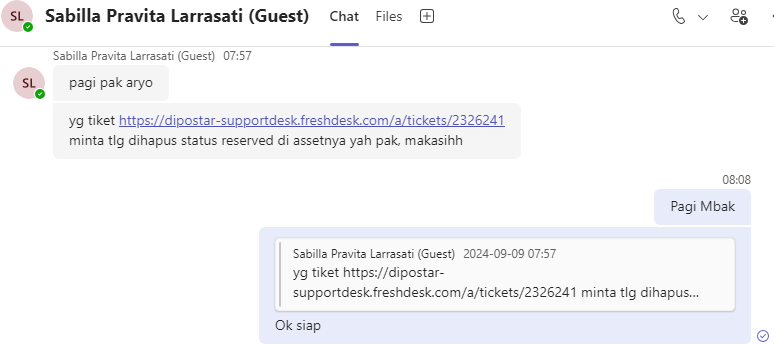 SL
Sabilla Pravita Larrasati (Guest) Chat Files
Sabilla Pravita Larrasati (Guest) 07:57
SL
pagi pak aryo
yg tiket https://dipostar-supportdesk.freshdesk.com/a/tickets/2326241
minta tlg dihapus status reserved di assetnya yah pak, makasihh
08:08
Pagi Mbak
Sabilla Pravita Larrasati (Guest) 2024-09-09 07:57
yg tiket https://dipostar-
supportdesk.freshdesk.com/a/tickets/2326241 minta tlg dihapus...
Ok siap